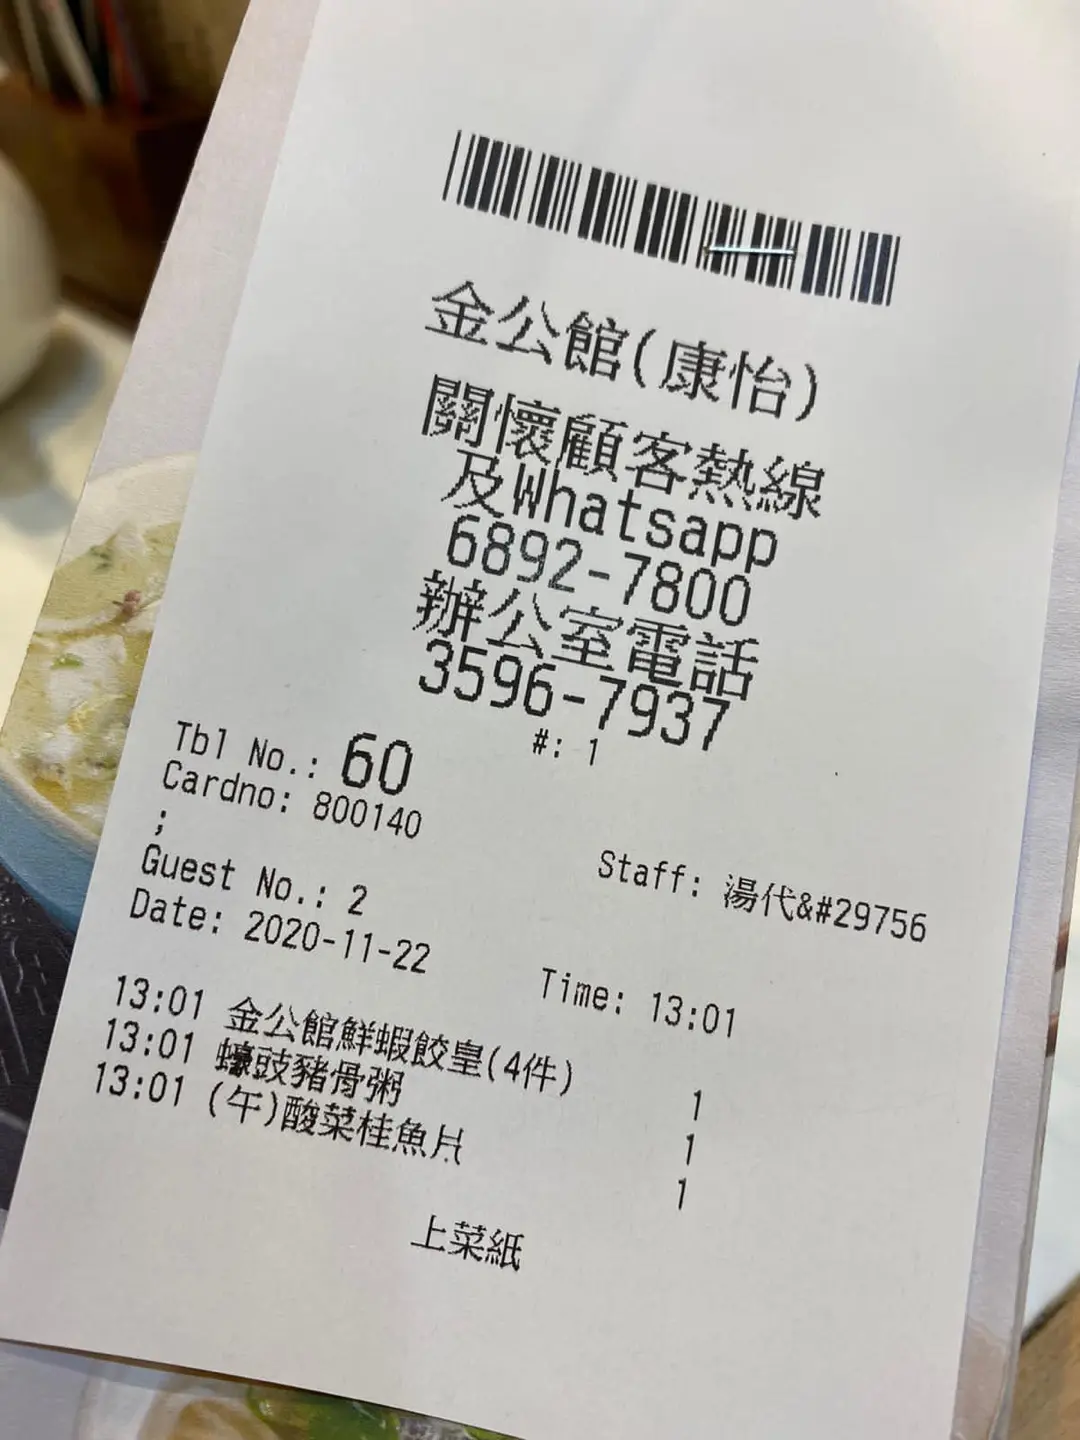 金公館(康怡)
關懷顧客熱線
及Whatsapp
6892-7800
辦公室電話
3596-7937
#: 1
Tbl No.: 60
Cardno: 800140
;
Staff: 湯代&#29756
Guest No.: 2
Date: 2020-11-22
Time: 13:01
13:01 金公館鮮蝦餃皇(4件) 1
13:01 蠔豉豬骨粥 1
13:01 (午)酸菜桂魚片 1
上菜紙